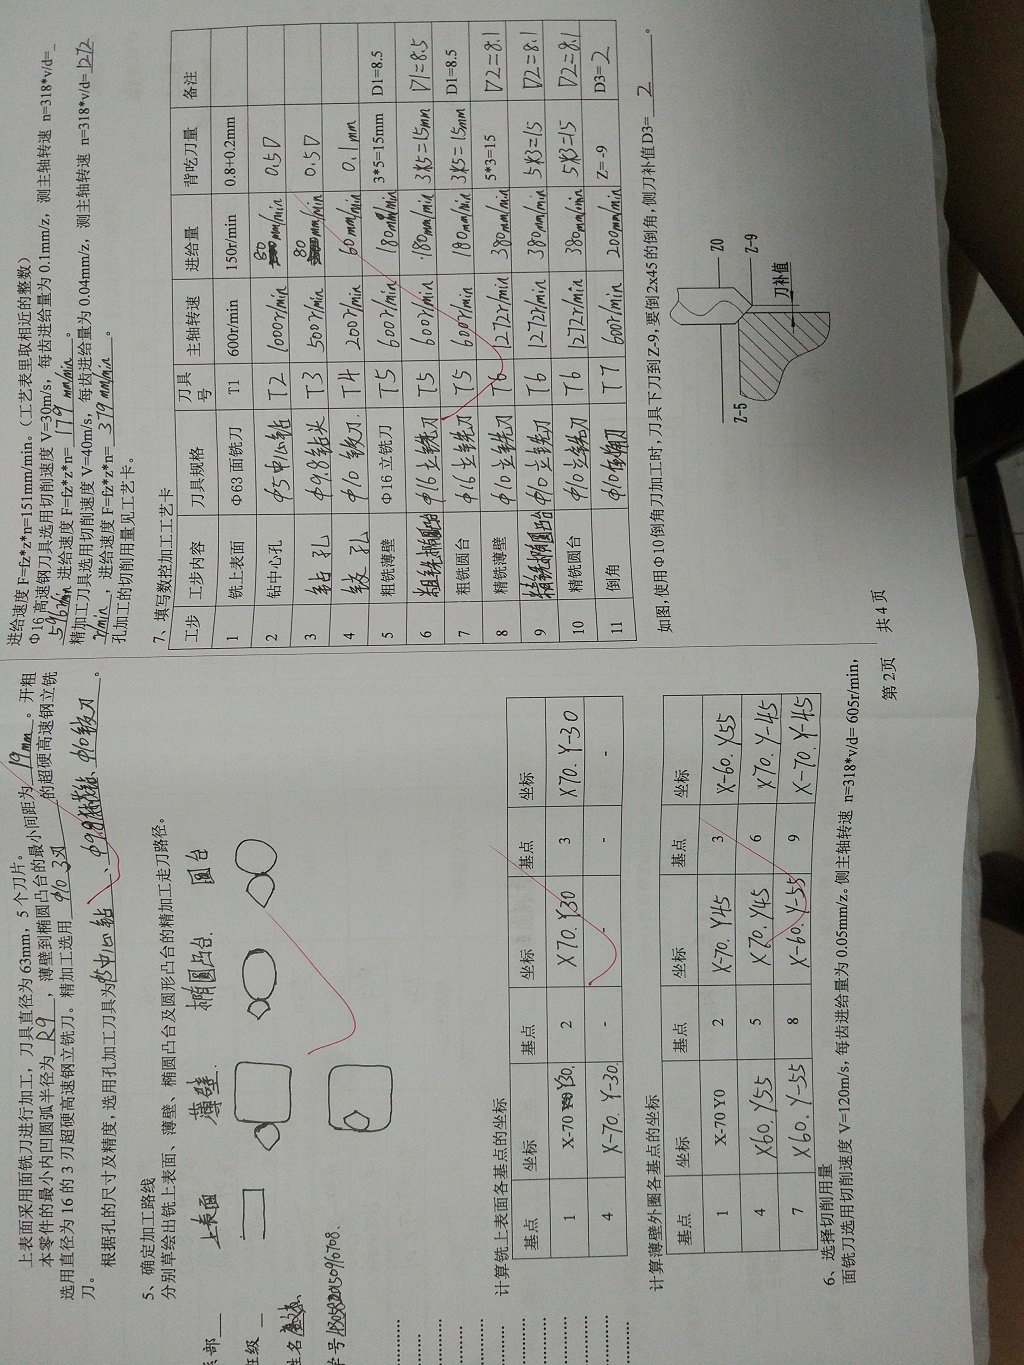 上表面采用面铣刀进行加工，刀具直径为 63mm，5 个刀片。
本零件的最小内凹圆弧半径为 R9 ，薄壁到椭圆凸台的最小间距为 19mm 。开粗
选用直径为 16 的 3 刃超硬高速钢立铣刀。精加工选用 φ10 3刃 的超硬高速钢立铣
刀。
根据孔的尺寸及精度，选用孔加工刀具为 φ5中心钻 、 φ9.8 、φ10铰刀 。
5、确定加工路线
分别草绘出铣上表面、薄壁、椭圆凸台及圆形凸台的精加工走刀路径。
上表面 薄壁. 椭圆凸台. 圆台
系部
班级
姓名
学号
计算铣上表面各基点的坐标
基点 坐标 基点 坐标 基点 坐标
1 X-70 Y30. 2 X70. Y30 3 X70. Y-30
4 X-70. Y-30. - - - -
计算薄壁外圈各基点的坐标
基点 坐标 基点 坐标 基点 坐标
1 X-70 Y0 2 X-70. Y45 3 X-60. Y55
4 X60. Y55 5 X70. Y45 6 X70. Y-45
7 X60. Y-55 8 X-60. Y-55 9 X-70. Y-45
6、选择切削用量
面铣刀选用切削速度 V=120m/s，每齿进给量为 0.05mm/z。侧主轴转速 n=318*v/d= 605r/min，
第 2页
进给速度 F=fz*z*n=151mm/min。（工艺表里取相近的整数）
Φ16 高速钢刀具选用切削速度 V=30m/s，每齿进给量为 0.1mm/z，测主轴转速 n=318*v/d=
596r/min 进给速度 F=fz*z*n= 179 mm/min 。
精加工刀具选用切削速度 V=40m/s，每齿进给量为 0.04mm/z，测主轴转速 n=318*v/d= 1272
r/min ，进给速度 F=fz*z*n= 379 mm/min 。
孔加工的切削用量见工艺卡。
7、填写数控加工工艺卡
工步 工步内容 刀具规格 刀具号 主轴转速 进给量 背吃刀量 备注
1 铣上表面 Φ63 面铣刀 T1 600r/min 150r/min 0.8+0.2mm
2 钻中心孔 φ5中心钻 T2 1000r/min 80 mm/min 0.5D
3 钻孔 φ9.8钻头 T3 500r/min 80 mm/min 0.5D
4 铰孔 φ10铰刀. T4 200r/min 60mm/min 0.1mm
5 粗铣薄壁 Φ16 立铣刀 T5 600r/min 180mm/min 3*5=15mm D1=8.5
6 粗铣椭圆凸台 φ16立铣刀 T5 600r/min 180mm/min 3*5=15mm D1=8.5
7 粗铣圆台 φ16立铣刀 T5 600r/min 180mm/min 3*5=15mm D1=8.5
8 精铣薄壁 φ10立铣刀 T6 1272r/min 380mm/min 5*3=15 D2=8.1
9 精铣椭圆凸台 φ10立铣刀 T6 1272r/min 380mm/min 5*3=15 D2=8.1
10 精铣圆台 φ10立铣刀 T6 1272r/min 380mm/min 5*3=15 D2=8.1
11 倒角 φ10倒角刀 T7 600r/min 200mm/min Z= -9 D3= 2
如图，使用Φ10 倒角刀加工时，刀具下刀到 Z-9，要倒 2x45 的倒角，侧刀补值 D3= 2 。
Z-5 Z0 Z-9 刀补值
共 4 页